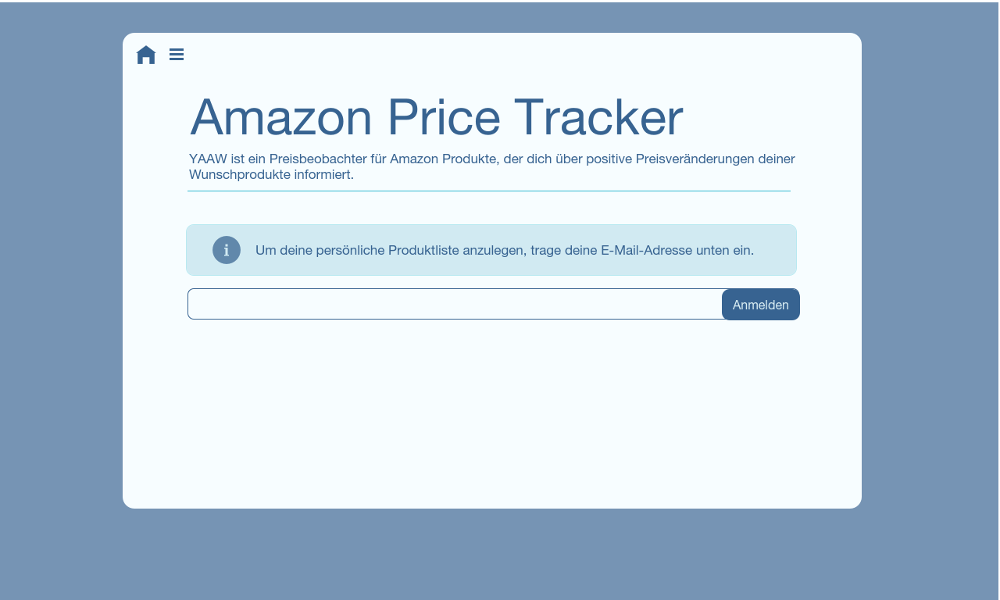 Amazon Price Tracker
YAAW ist ein Preisbeobachter für Amazon Produkte, der dich über positive Preisveränderungen deiner
Wunschprodukte informiert.
Um deine persönliche Produktliste anzulegen, trage deine E-Mail-Adresse unten ein.
Anmelden